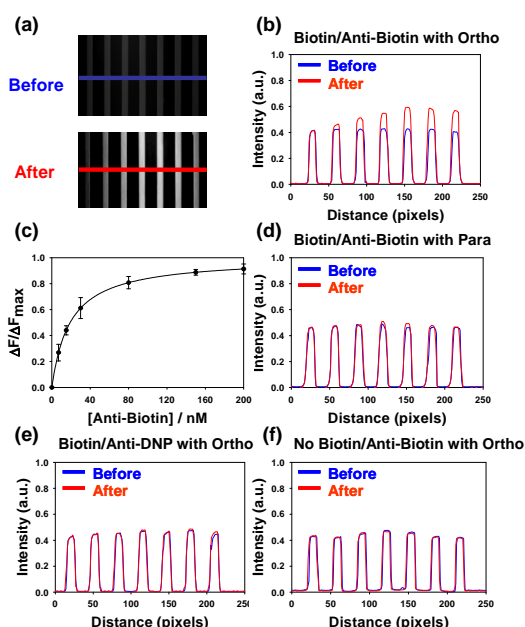 (a)
Before
After
(b)
Biotin/Anti-Biotin with Ortho
Before
After
Intensity (a.u.)
1.0
0.8
0.6
0.4
0.2
0.0
0 50 100 150 200 250
Distance (pixels)
(c)
ΔF/ΔFmax
1.0
0.8
0.6
0.4
0.2
0.0
0 40 80 120 160 200
[Anti-Biotin] / nM
(d)
Biotin/Anti-Biotin with Para
Before
After
Intensity (a.u.)
1.0
0.8
0.6
0.4
0.2
0.0
0 50 100 150 200 250
Distance (pixels)
(e)
Biotin/Anti-DNP with Ortho
Before
After
Intensity (a.u.)
1.0
0.8
0.6
0.4
0.2
0.0
0 50 100 150 200 250
Distance (pixels)
(f)
No Biotin/Anti-Biotin with Ortho
Before
After
Intensity (a.u.)
1.0
0.8
0.6
0.4
0.2
0.0
0 50 100 150 200 250
Distance (pixels)